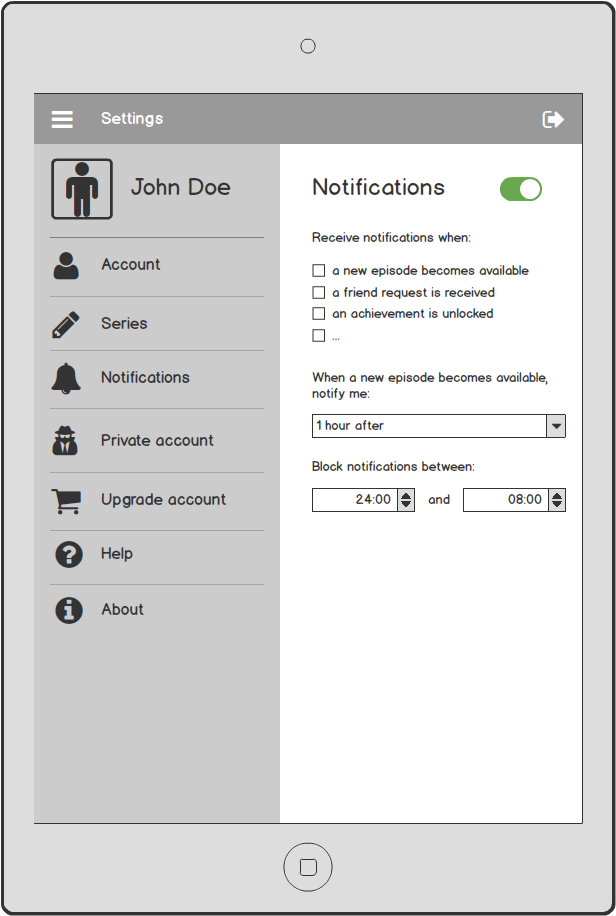 Settings
John Doe
Account
Series
Notifications
Private account
Upgrade account
Help
About
Notifications
Receive notifications when:
a new episode becomes available
a friend request is received
an achievement is unlocked
...
When a new episode becomes available,
notify me:
1 hour after
Block notifications between:
24:00 and 08:00